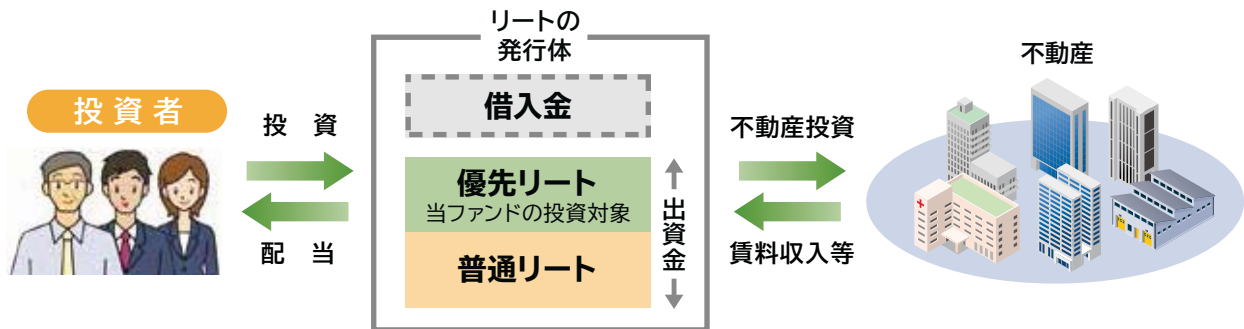 リートの
発行体
不動産
投資者
投 資
配 当
借入金
優先リート
当ファンドの投資対象
普通リート
出資金
不動産投資
賃料収入等